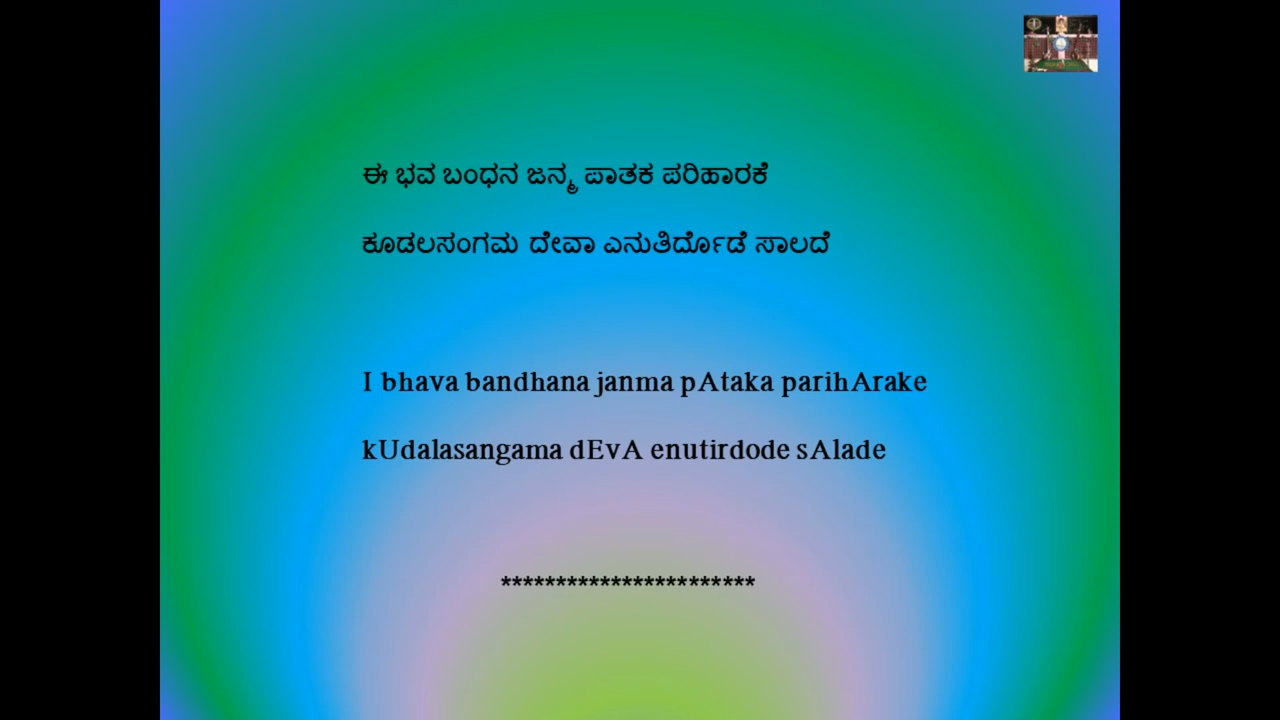 ಈ ಭವ ಬಂಧನ ಜನ್ಮ ಪಾತಕ ಪರಿಹಾರಕೆ
ಕೂಡಲಸಂಗಮ ದೇವಾ ಎನುತಿರ್ದೊಡೆ ಸಾಲದೆ
I bhava bandhana janma pAtaka parihArake
kUdalasangama dEvA enutirdode sAlade
***********************